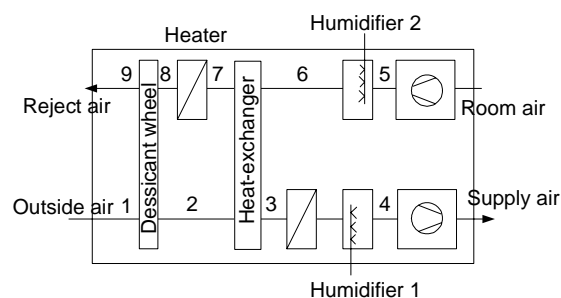 Humidifier 2
Heater
9 8 7 6 5
Reject air
Room air
Dessicant wheel
Heat-exchanger
Outside air 1 2 3 4 Supply air
Humidifier 1